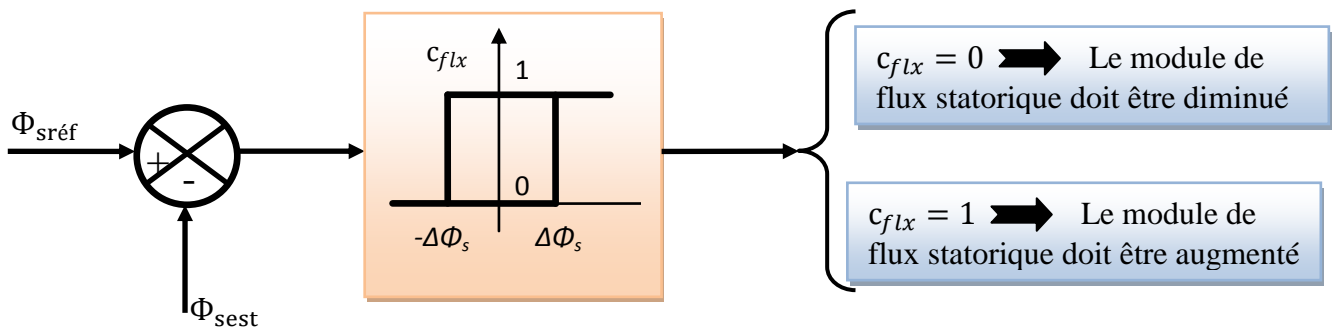 Φsréf
+
-
Φsest
cflx
1
0
-ΔΦs
ΔΦs
cflx = 0 Le module de
flux statorique doit être diminué
cflx = 1 Le module de
flux statorique doit être augmenté